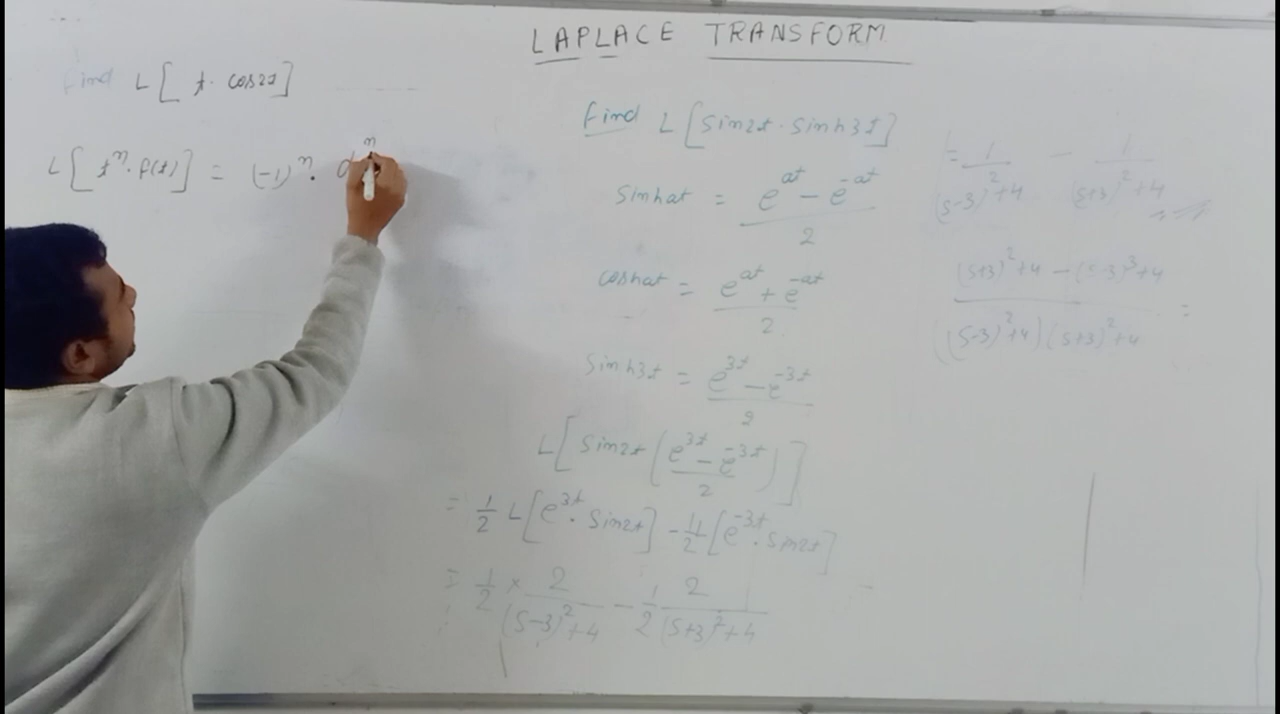 LAPLACE TRANSFORM
Find L[ t. cos2t]
L[ tⁿ. f(t)] = (-1)ⁿ. dⁿ
Find L[sin2t. sinh3t]
sinhat = e^at - e^-at / 2
coshat = e^at + e^-at / 2
sinh3t = e^3t - e^-3t / 2
L[sin2t (e^3t - e^-3t / 2)]
= 1/2 L[e^3t. sin2t] - 1/2 L[e^-3t. sin2t]
= 1/2 × 2/(s-3)²+4 - 1/2 2/(s+3)²+4
= 1/(s-3)²+4 - 1/(s+3)²+4
(s+3)²+4 - (s-3)³+4 / (s-3)²+4)(s+3)²+4 =